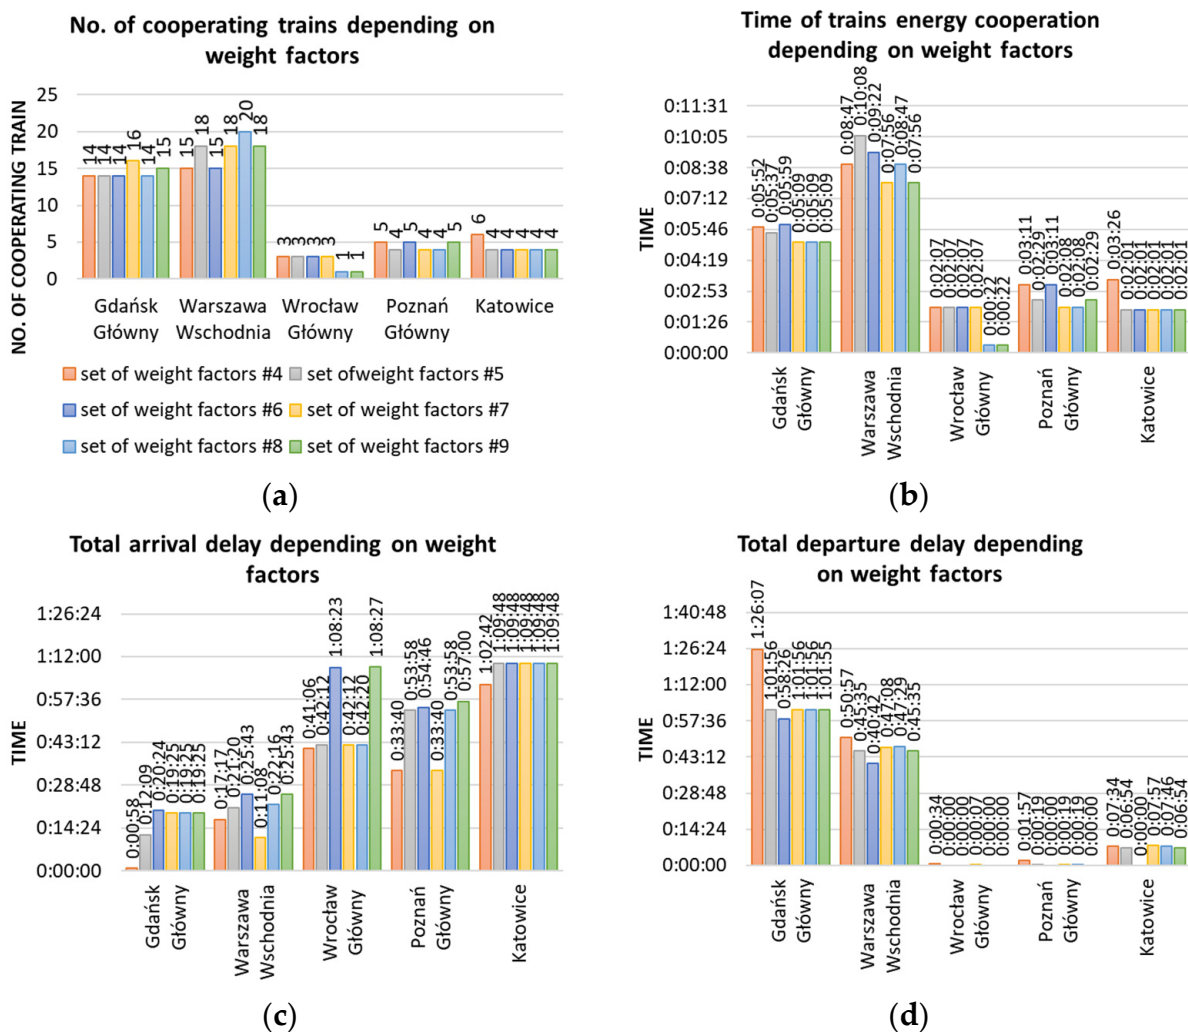 No. of cooperating trains depending on
weight factors
NO. OF COOPERATING TRAIN
25
20
15
10
5
0
14 14 14 16 14 15
15 18 15 18 20 18
3 3 3 3 1 1
5 4 5 4 4 5
6 4 4 4 4 4
Gdańsk Warszawa Wrocław Poznań Katowice
Główny Wschodnia Główny Główny
set of weight factors #4 set ofweight factors #5
set of weight factors #6 set of weight factors #7
set of weight factors #8 set of weight factors #9
(a)
Time of trains energy cooperation
depending on weight factors
TIME
0:11:31
0:10:05
0:08:38
0:07:12
0:05:46
0:04:19
0:02:53
0:01:26
0:00:00
0:05:52 0:05:37 0:05:59 0:05:09 0:05:09 0:05:09
0:08:47 0:10:08 0:09:22 0:07:56 0:08:47 0:07:56
0:02:07 0:02:07 0:02:07 0:02:07 0:00:22 0:00:22
0:03:11 0:02:29 0:03:11 0:02:08 0:02:08 0:02:29
0:03:26 0:02:01 0:02:01 0:02:01 0:02:01 0:02:01
Gdańsk
Główny
Warszawa
Wschodnia
Wrocław
Główny
Poznań
Główny
Katowice
(b)
Total arrival delay depending on weight
factors
TIME
1:26:24
1:12:00
0:57:36
0:43:12
0:28:48
0:14:24
0:00:00
0:00:58 0:12:09 0:20:24 0:19:25 0:19:25 0:19:25
0:17:17 0:21:20 0:25:43 0:11:08 0:22:16 0:25:43
0:41:06 0:42:12 1:08:23 0:42:12 0:42:20 1:08:27
0:33:40 0:53:58 0:54:46 0:33:40 0:53:58 0:57:00
1:02:42 1:09:48 1:09:48 1:09:48 1:09:48 1:09:48
Gdańsk
Główny
Warszawa
Wschodnia
Wrocław
Główny
Poznań
Główny
Katowice
(c)
Total departure delay depending
on weight factors
TIME
1:40:48
1:26:24
1:12:00
0:57:36
0:43:12
0:28:48
0:14:24
0:00:00
1:26:07 1:01:56 0:58:26 1:01:56 1:01:56 1:01:55
0:50:57 0:45:35 0:40:42 0:47:08 0:47:29 0:45:35
0:00:34 0:00:00 0:00:00 0:00:07 0:00:00 0:00:00
0:01:57 0:00:19 0:00:00 0:00:19 0:00:19 0:00:00
0:07:34 0:06:54 0:00:00 0:07:57 0:07:46 0:06:54
Gdańsk
Główny
Warszawa
Wschodnia
Wrocław
Główny
Poznań
Główny
Katowice
(d)